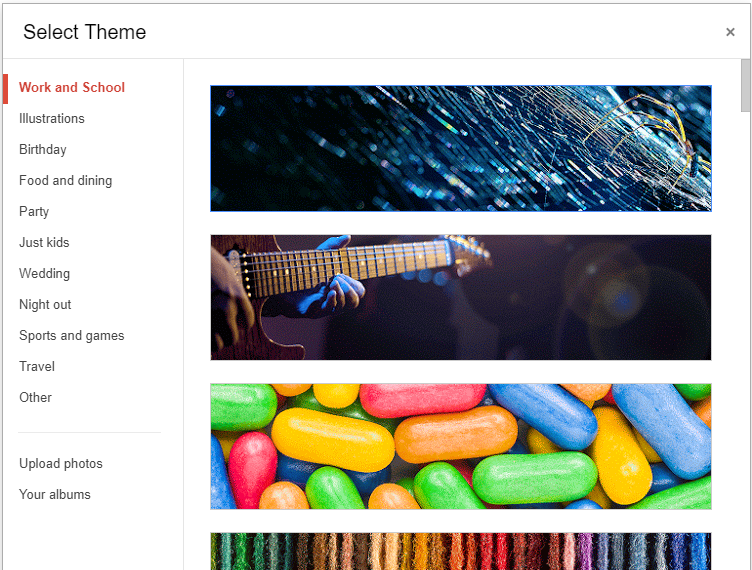 Select Theme
×
Work and School
Illustrations
Birthday
Food and dining
Party
Just kids
Wedding
Night out
Sports and games
Travel
Other
Upload photos
Your albums